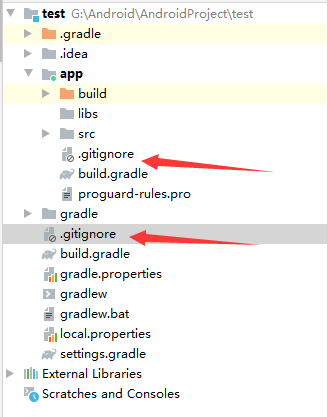 test G:\Android\AndroidProject\test
.gradle
.idea
app
build
libs
src
.gitignore
build.gradle
proguard-rules.pro
gradle
.gitignore
build.gradle
gradle.properties
gradlew
gradlew.bat
local.properties
settings.gradle
External Libraries
Scratches and Consoles